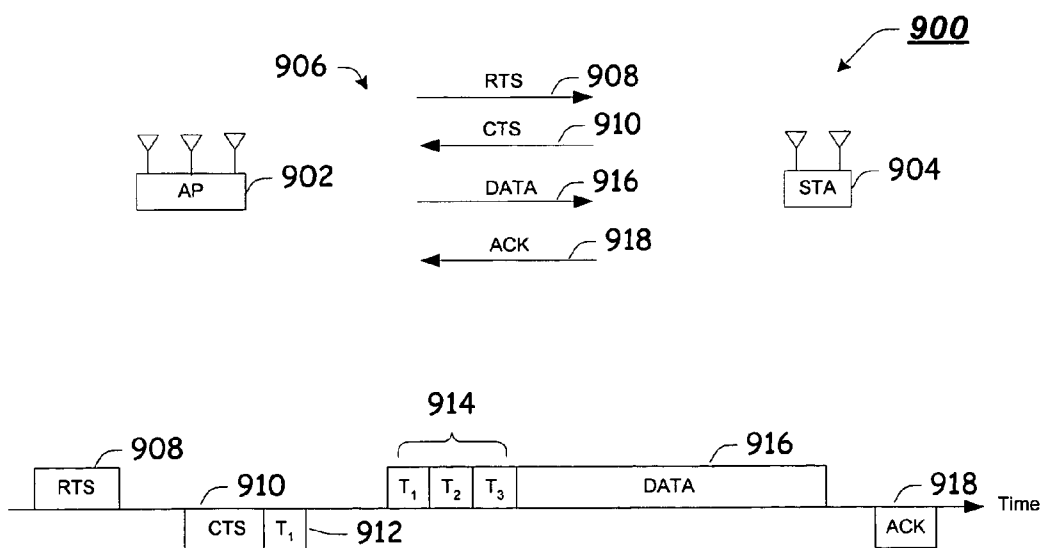 900
906
RTS 908
CTS 910
AP 902
DATA 916
STA 904
ACK 918
914
908
916
RTS
910
T1 T2 T3 DATA
918
Time
CTS T1 912
ACK